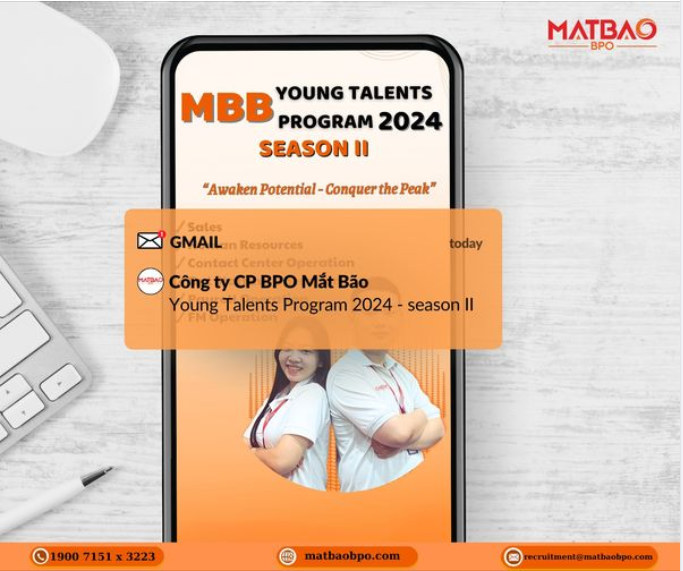 MATBAO
BPO
MBB YOUNG TALENTS
PROGRAM 2024
SEASON II
"Awaken Potential - Conquer the Peak"
/ Sales
GMAIL
Resources
today
/ Contact Center Operation
MATBAO
Công ty CP BPO Mắt Bão
Young Talents Program 2024 - season II
/ FM Operation
1900 7151 x 3223
matbaobpo.com
recruitment@matbaobpo.com